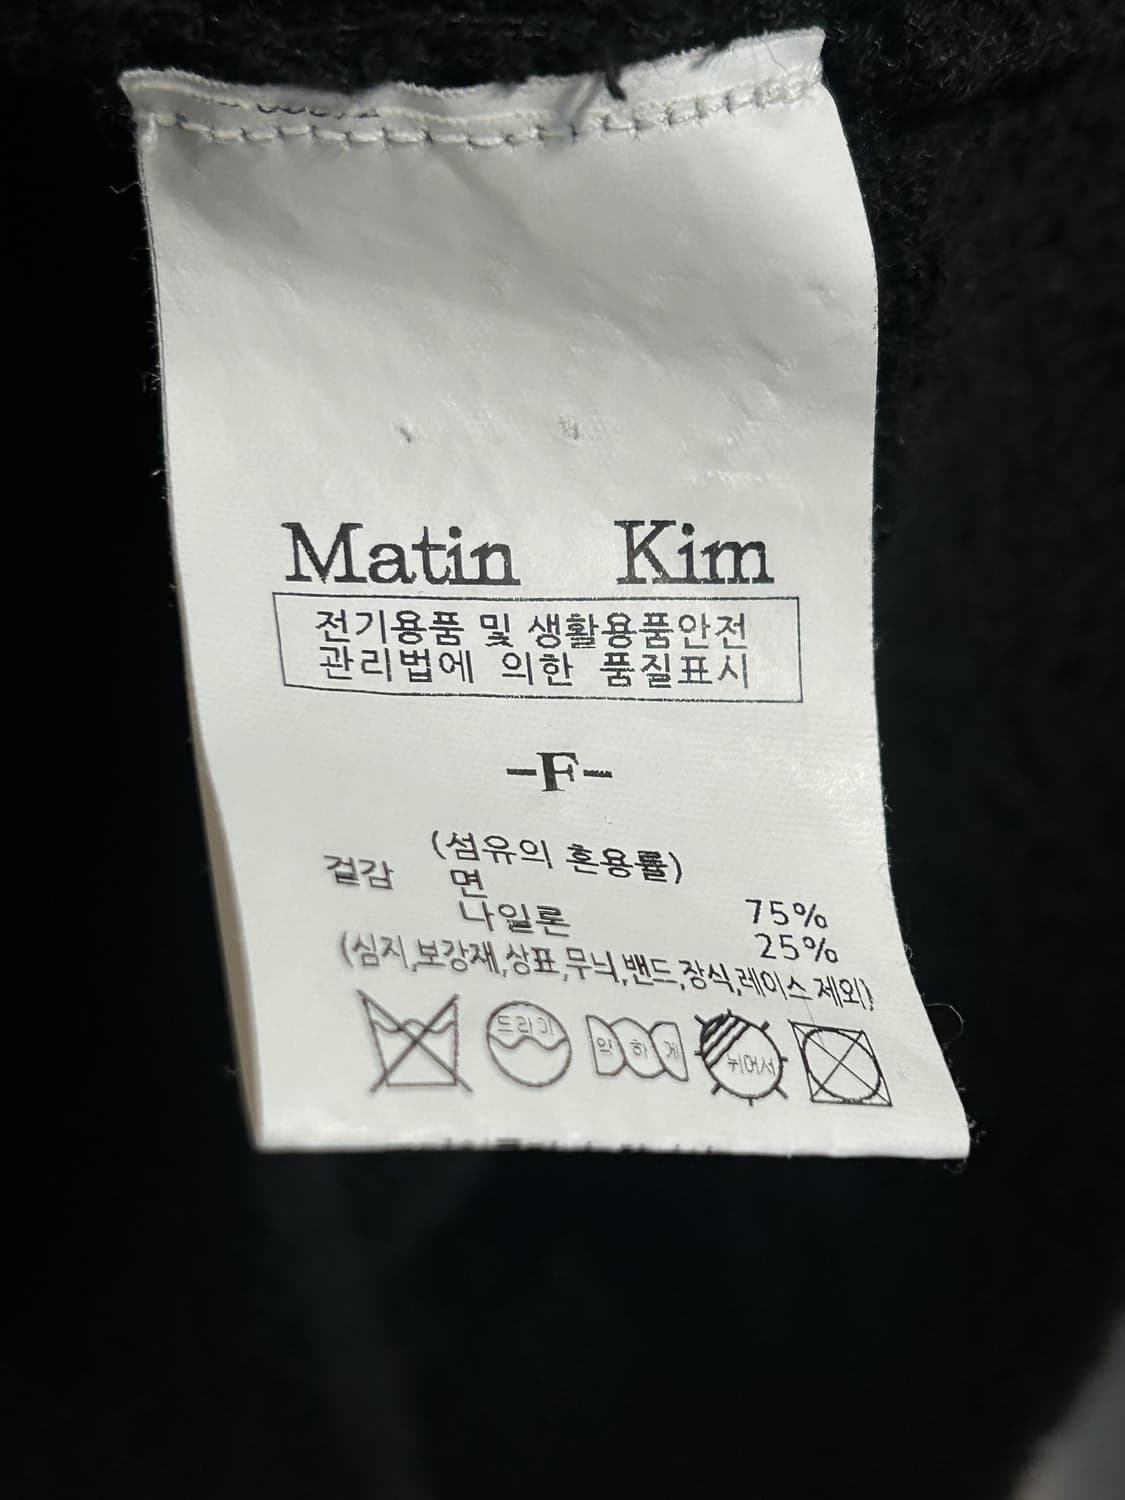 Matin Kim
전기용품 및 생활용품안전
관리법에 의한 품질표시
-F-
(섬유의 혼용률)
겉감 면 75%
나일론 25%
(심지,보강재,상표,무늬,밴드,장식,레이스 제외)
드라이 약하게 뉘어서